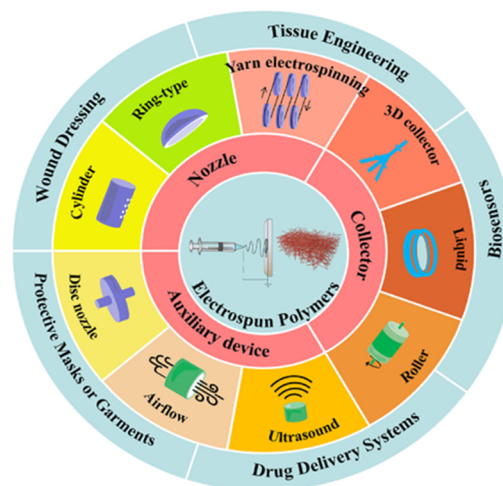 Tissue Engineering
Biosensors
Drug Delivery Systems
Protective Masks or Garments
Wound Dressing
Yarn electrospinning
3D collector
Liquid
Roller
Ultrasound
Airflow
Disc nozzle
Cylinder
Ring-type
Nozzle
Collector
Auxiliary device
Electrospun Polymers